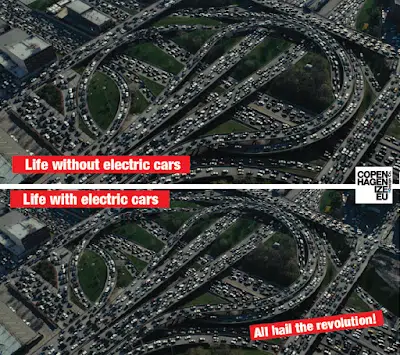 Life without electric cars
COPEN
HAGEN
IZE
EU
Life with electric cars
All hail the revolution!